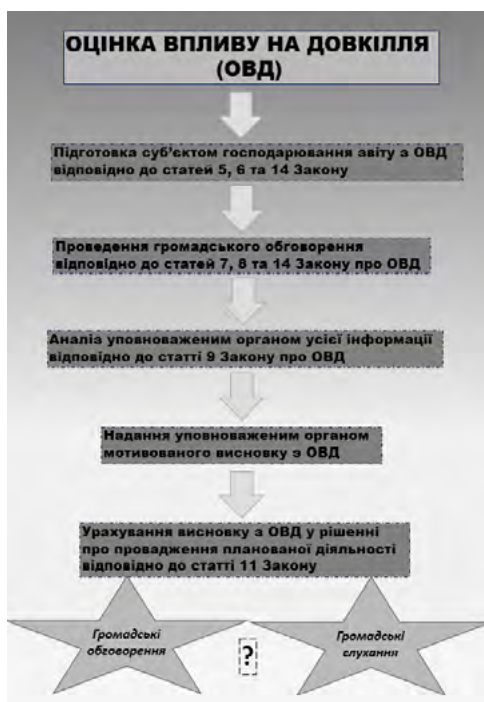 ОЦІНКА ВПЛИВУ НА ДОВКІЛЛЯ
(ОВД)
Підготовка суб’єктом господарювання звіту з ОВД
відповідно до статей 5, 6 та 14 Закону
Проведення громадського обговорення
відповідно до статей 7, 8 та 14 Закону про ОВД
Аналіз уповноваженим органом усієї інформації
відповідно до статті 9 Закону про ОВД
Надання уповноваженим органом
мотивованого висновку з ОВД
Урахування висновку з ОВД у рішенні
про провадження планованої діяльності
відповідно до статті 11 Закону
Громадські
обговорення
?
Громадські
слухання